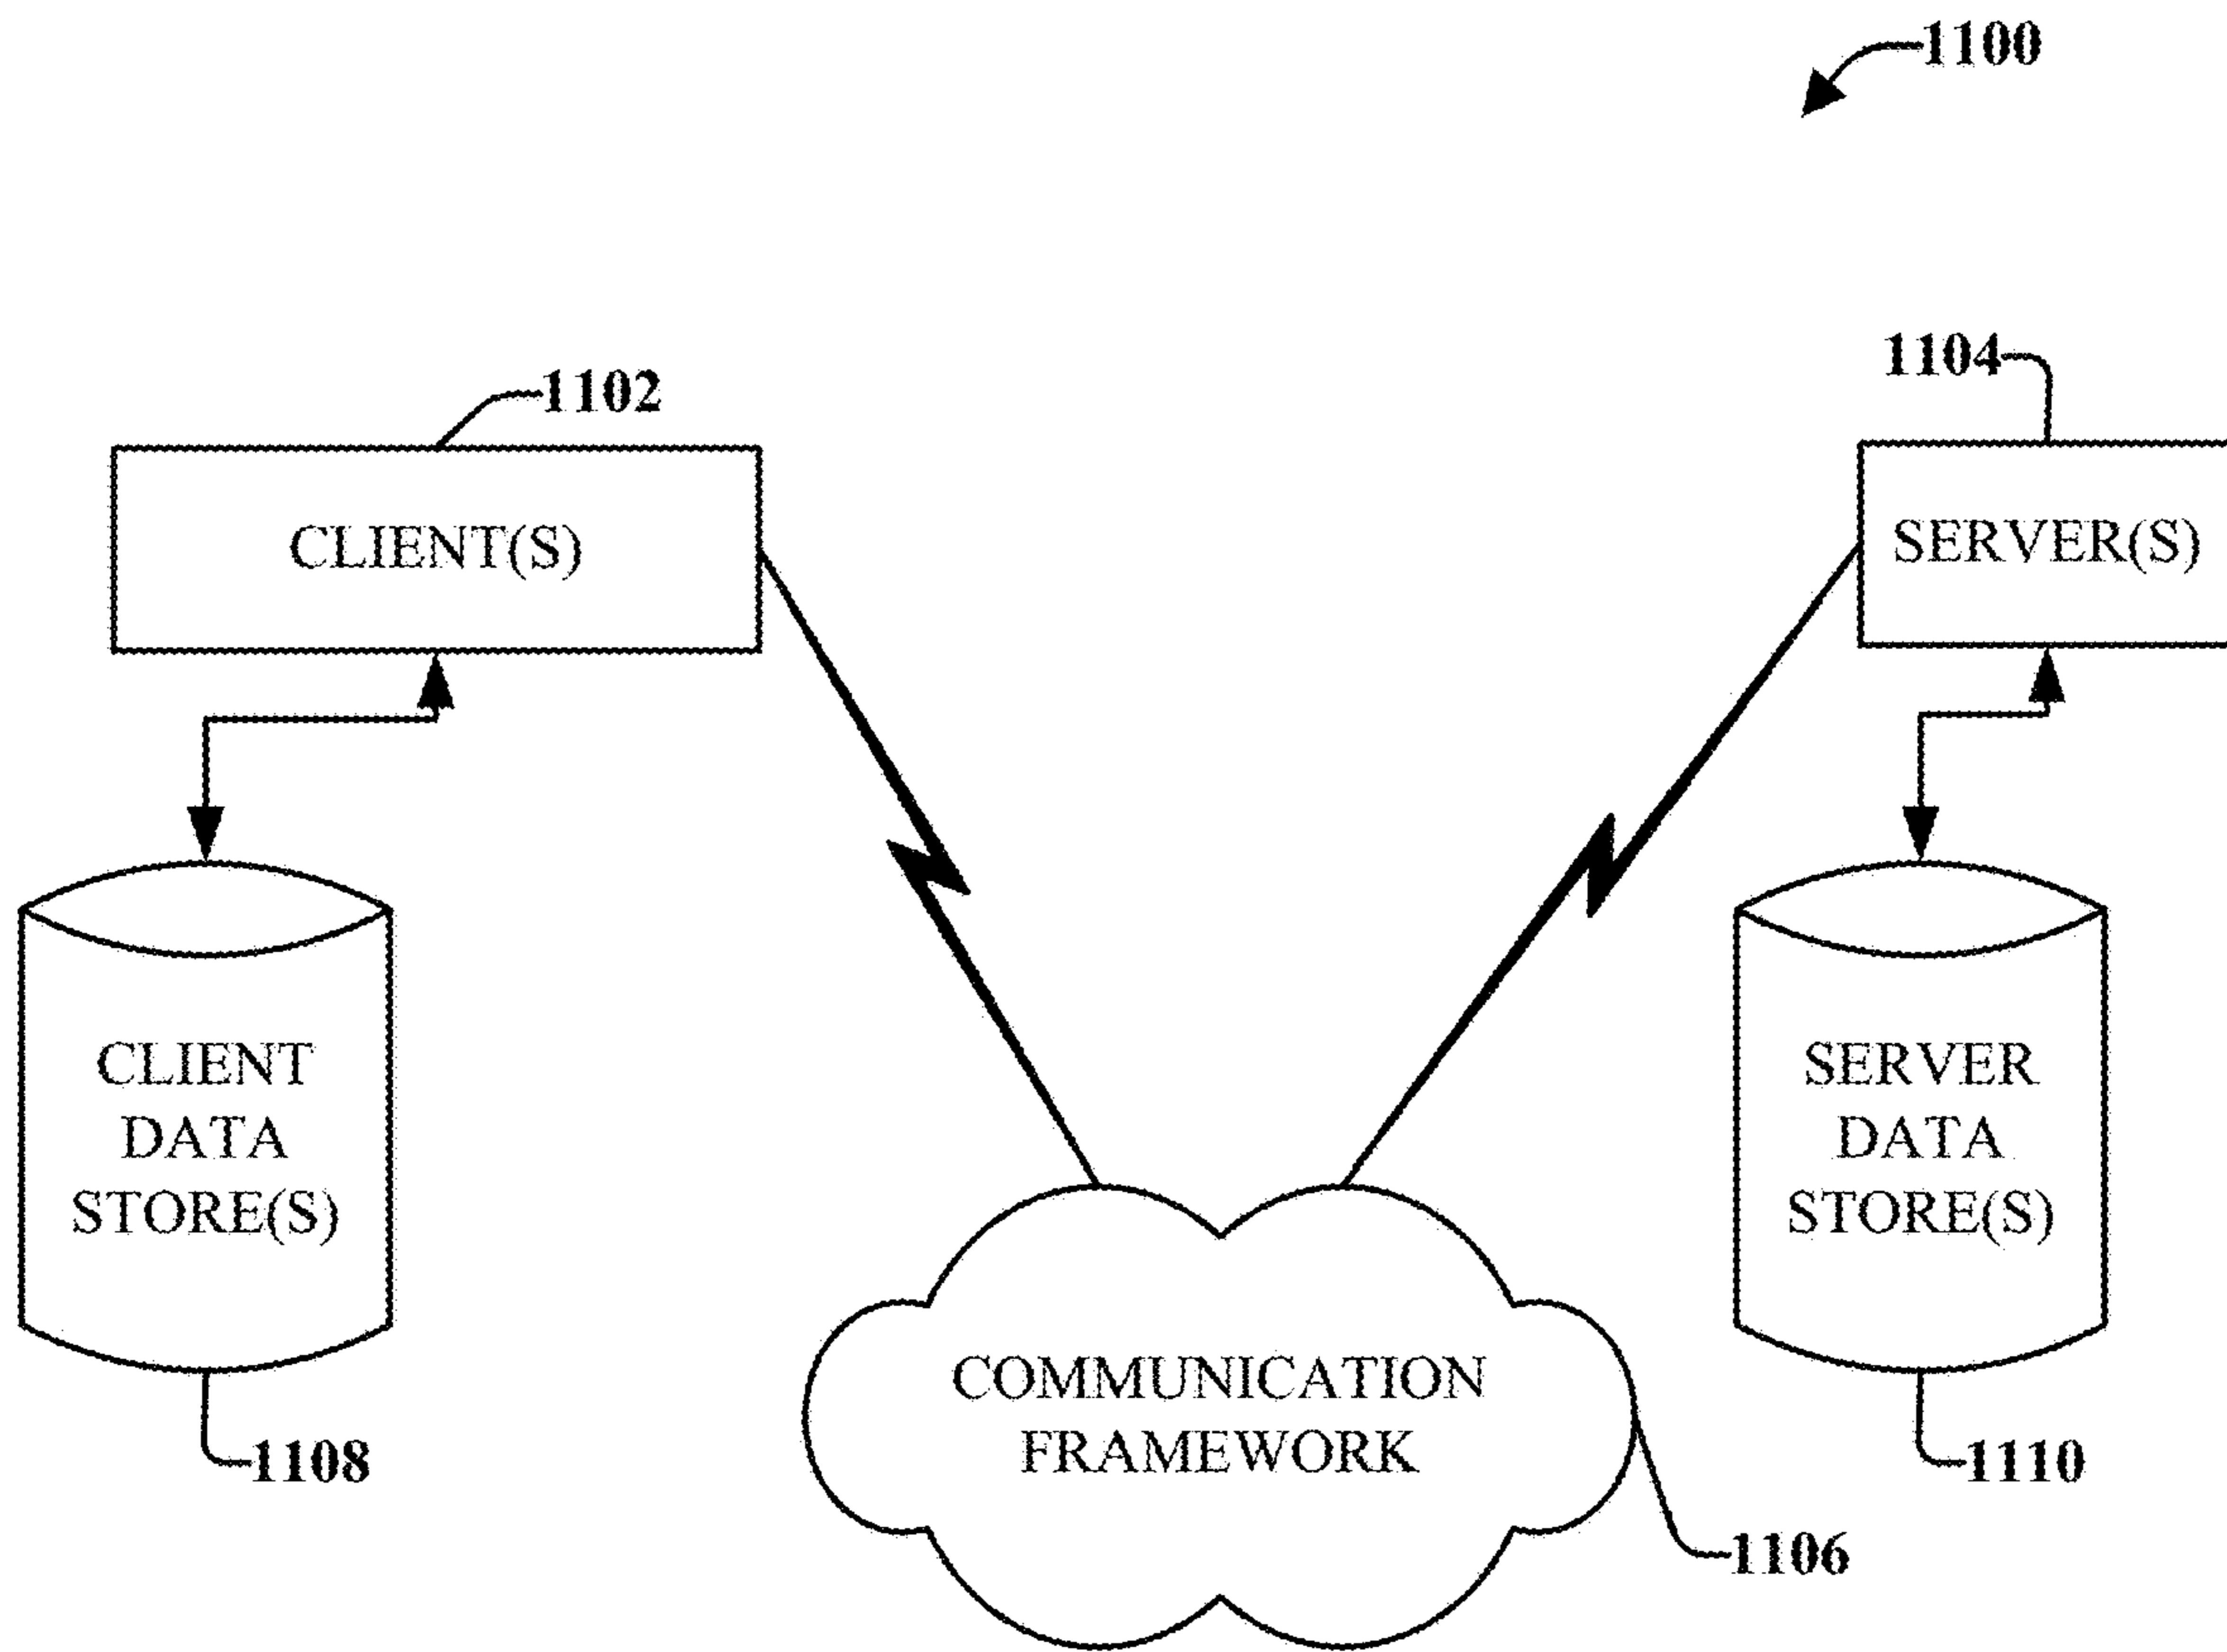 1100
1102
1104
CLIENT(S)
SERVER(S)
CLIENT
DATA
STORE(S)
SERVER
DATA
STORE(S)
COMMUNICATION
FRAMEWORK
1108
1110
1106